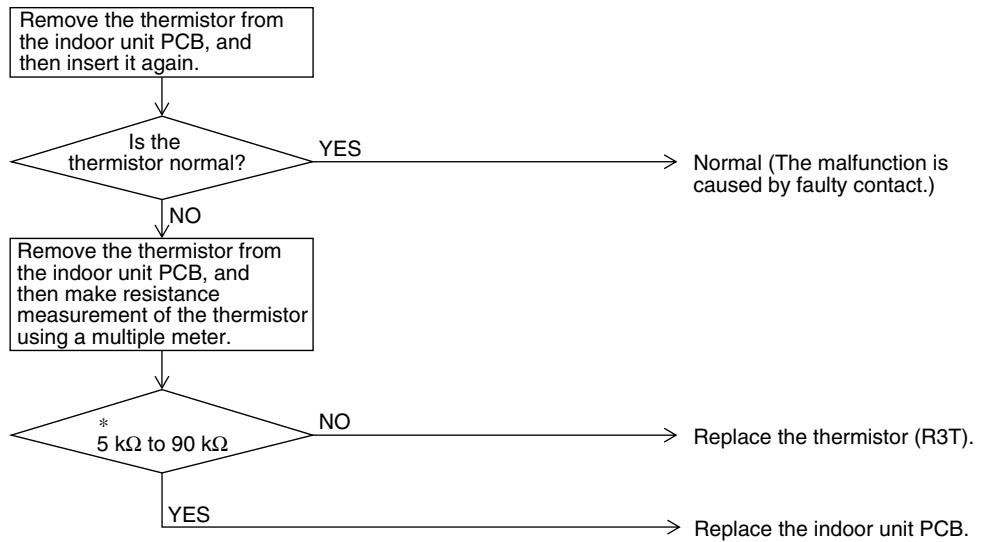 Remove the thermistor from
the indoor unit PCB, and
then insert it again.
Is the
thermistor normal?
YES
Normal (The malfunction is
caused by faulty contact.)
NO
Remove the thermistor from
the indoor unit PCB, and
then make resistance
measurement of the thermistor
using a multiple meter.
*
5 kΩ to 90 kΩ
NO
Replace the thermistor (R3T).
YES
Replace the indoor unit PCB.